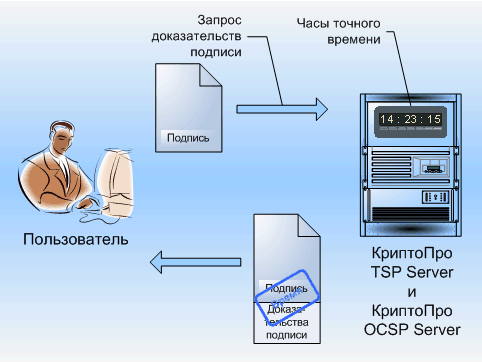 Запрос
доказательств
подписи
Часы точного
времени
14:23:15
Подпись
Пользователь
Подпись
Время
Доказа-
тельства
подписи
КриптоПро
TSP Server
и
КриптоПро
OCSP Server